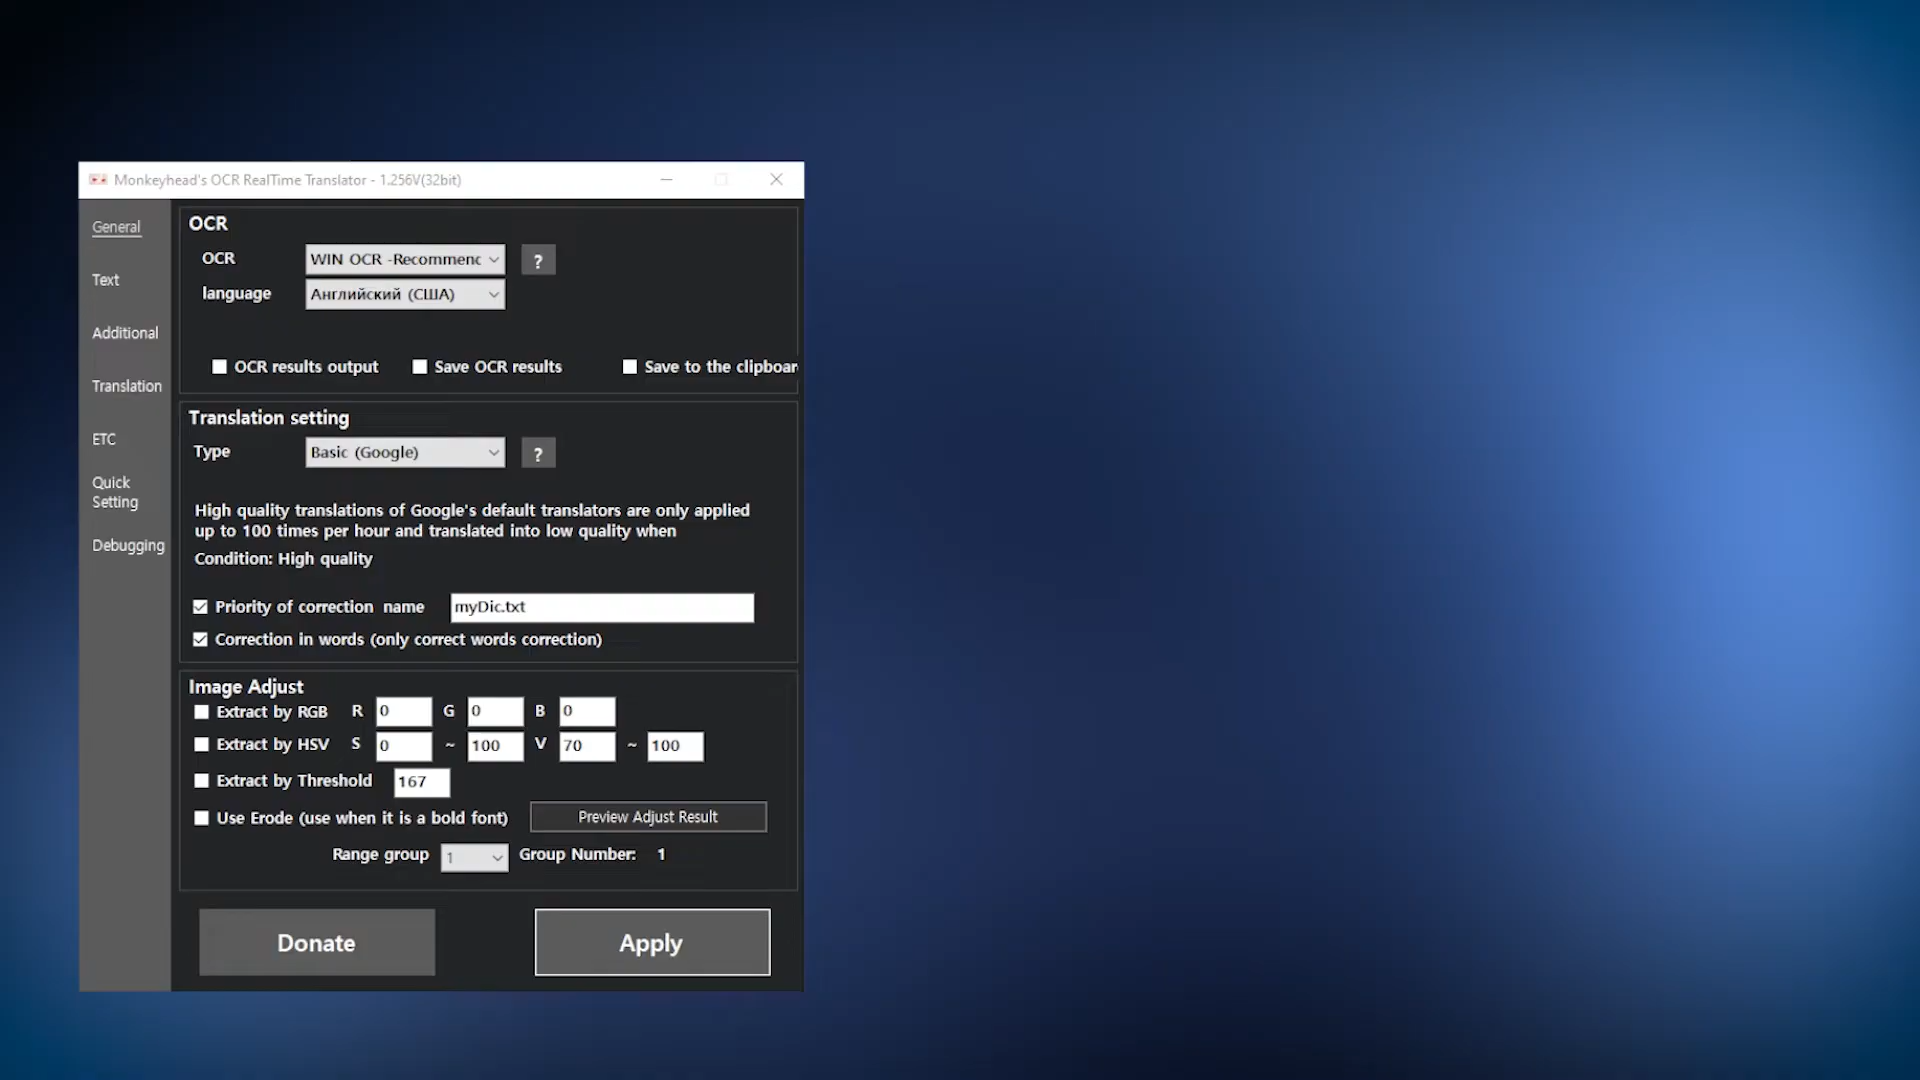 Monkeyhead's OCR RealTime Translator - 1.256V(32bit)
General
Text
Additional
Translation
ETC
Quick
Setting
Debugging
OCR
OCR
WIN OCR -Recommend
?
language
Английский (США)
OCR results output
Save OCR results
Save to the clipboar
Translation setting
Type
Basic (Google)
?
High quality translations of Google's default translators are only applied
up to 100 times per hour and translated into low quality when
Condition: High quality
Priority of correction name
myDic.txt
Correction in words (only correct words correction)
Image Adjust
Extract by RGB R 0 G 0 B 0
Extract by HSV S 0 ~ 100 V 70 ~ 100
Extract by Threshold 167
Use Erode (use when it is a bold font)
Preview Adjust Result
Range group 1 Group Number: 1
Donate
Apply